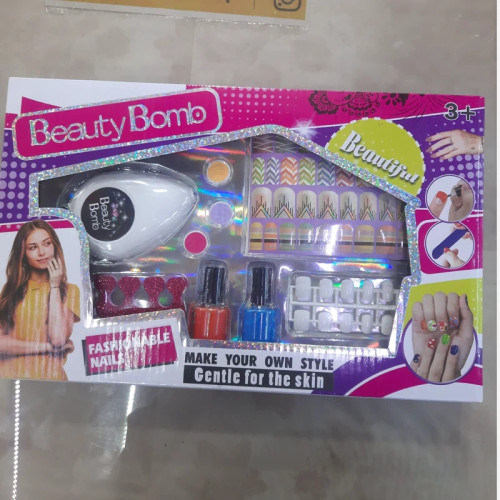 Beauty Bomb
3+
Beautiful
Beauty
Bomb
FASHIONABLE
NAILS
MAKE YOUR OWN STYLE
Gentle for the skin